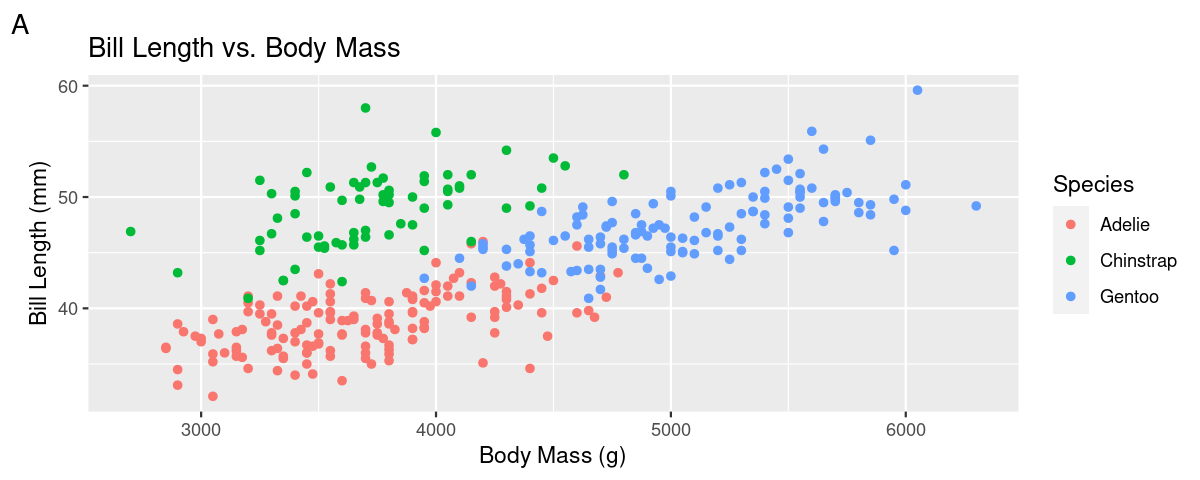 A
Bill Length vs. Body Mass
60
50
40
Bill Length (mm)
3000 4000 5000 6000
Body Mass (g)
Species
Adelie
Chinstrap
Gentoo